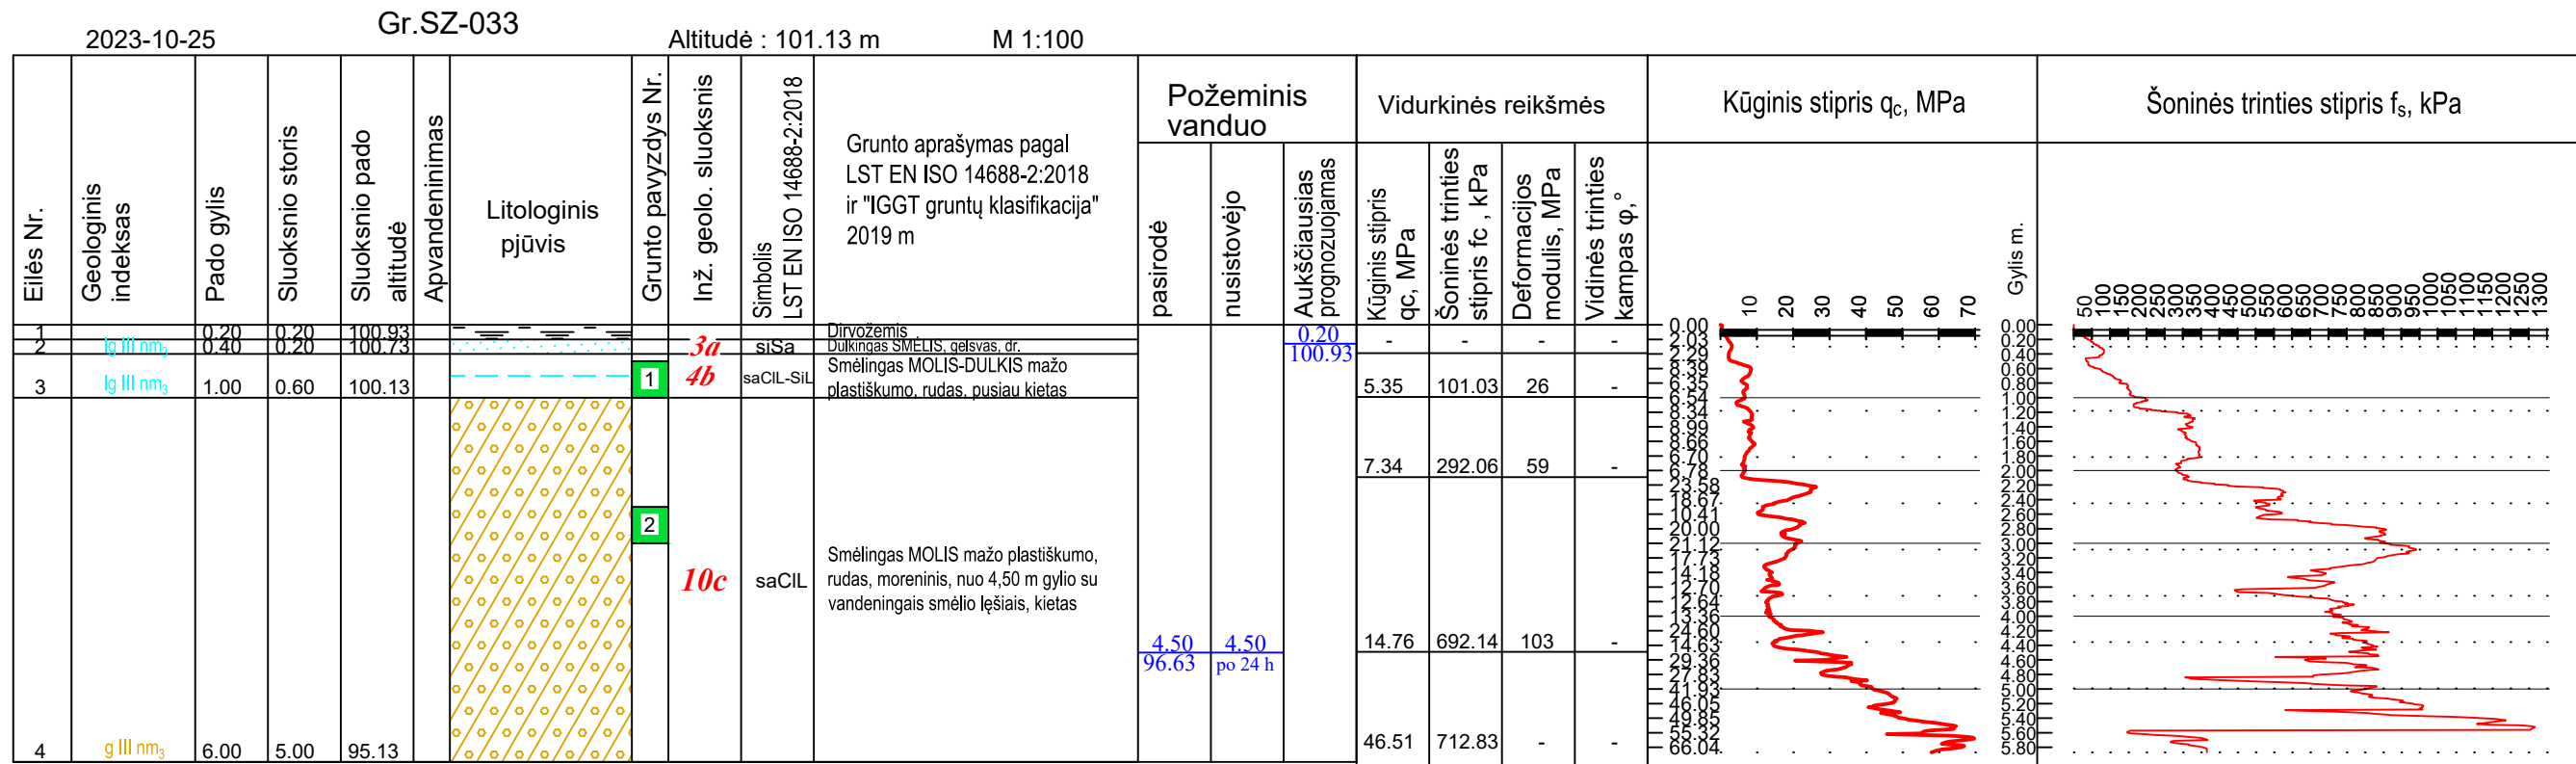 Gr.SZ-033
2023-10-25
Altitudė : 101.13 m
M 1:100
Eilės Nr.
Geologinis
indeksas
Pado gylis
Sluoksnio storis
Sluoksnio pado
altitudė
Apvandeninimas
Litologinis
pjūvis
Grunto pavyzdys Nr.
Inž. geolo. sluoksnis
Simbolis
LST EN ISO 14688-2:2018
Grunto aprašymas pagal
LST EN ISO 14688-2:2018
ir "IGGT gruntų klasifikacija"
2019 m
Požeminis
vanduo
pasirodė
nusistovėjo
Aukščiausias
prognozuojamas
Vidurkinės reikšmės
Kūginis stipris
qc, MPa
Šoninės trinties
stipris fc , kPa
Deformacijos
modulis, MPa
Vidinės trinties
kampas φ,°
Kūginis stipris qc, MPa
10 20 30 40 50 60 70
Gylis m.
Šoninės trinties stipris fs, kPa
50 100 150 200 250 300 350 400 450 500 550 600 650 700 750 800 850 900 950 1000 1050 1100 1150 1200 1250 1300
1 0.20 0.20 100.93 Dirvožemis
2 lg III nm3 0.40 0.20 100.73 3a siSa Dulkingas SMĖLIS, gelsvas, dr.
0.20
100.93
- - - -
3 lg III nm3 1.00 0.60 100.13 1 4b saClL-SiL
Smėlingas MOLIS-DULKIS mažo
plastiškumo, rudas, pusiau kietas
5.35 101.03 26 -
7.34 292.06 59 -
2
10c saClL
Smėlingas MOLIS mažo plastiškumo,
rudas, moreninis, nuo 4,50 m gylio su
vandeningais smėlio lęšiais, kietas
4.50 4.50
96.63 po 24 h
14.76 692.14 103 -
4 g III nm3 6.00 5.00 95.13
46.51 712.83 - -
0.00
2.03
2.29
8.39
6.35
6.54
8.34
8.99
8.66
6.70
6.78
23.58
18.67
10.41
20.00
21.12
17.73
14.18
12.70
12.64
13.36
24.60
14.63
29.36
27.83
41.93
46.05
49.85
55.32
66.04
0.00
0.20
0.40
0.60
0.80
1.00
1.20
1.40
1.60
1.80
2.00
2.20
2.40
2.60
2.80
3.00
3.20
3.40
3.60
3.80
4.00
4.20
4.40
4.60
4.80
5.00
5.20
5.40
5.60
5.80